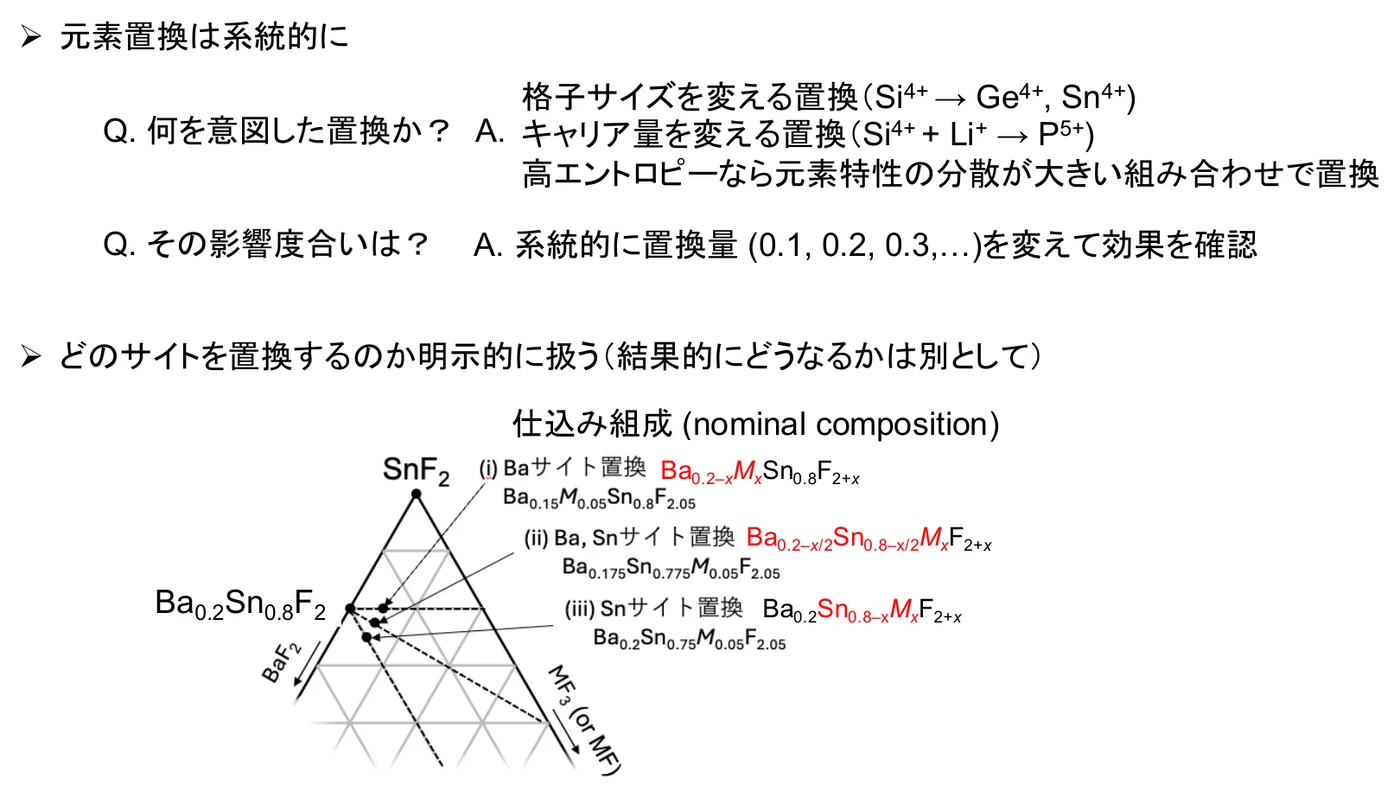 ➢ 元素置換は系統的に
格子サイズを変える置換（Si4+ → Ge4+, Sn4+）
Q. 何を意図した置換か？ A. キャリア量を変える置換（Si4+ + Li+ → P5+）
高エントロピーなら元素特性の分散が大きい組み合わせで置換
Q. その影響度合いは？ A. 系統的に置換量 (0.1, 0.2, 0.3,…)を変えて効果を確認
➢ どのサイトを置換するのか明示的に扱う（結果的にどうなるかは別として）
仕込み組成 (nominal composition)
SnF2
(i) Baサイト置換 Ba0.2–xMxSn0.8F2+x
Ba0.15M0.05Sn0.8F2.05
(ii) Ba, Snサイト置換 Ba0.2–x/2Sn0.8–x/2MxF2+x
Ba0.175Sn0.775M0.05F2.05
Ba0.2Sn0.8F2
(iii) Snサイト置換 Ba0.2Sn0.8–xMxF2+x
Ba0.2Sn0.75M0.05F2.05
BaF2
MF3 (or MF)